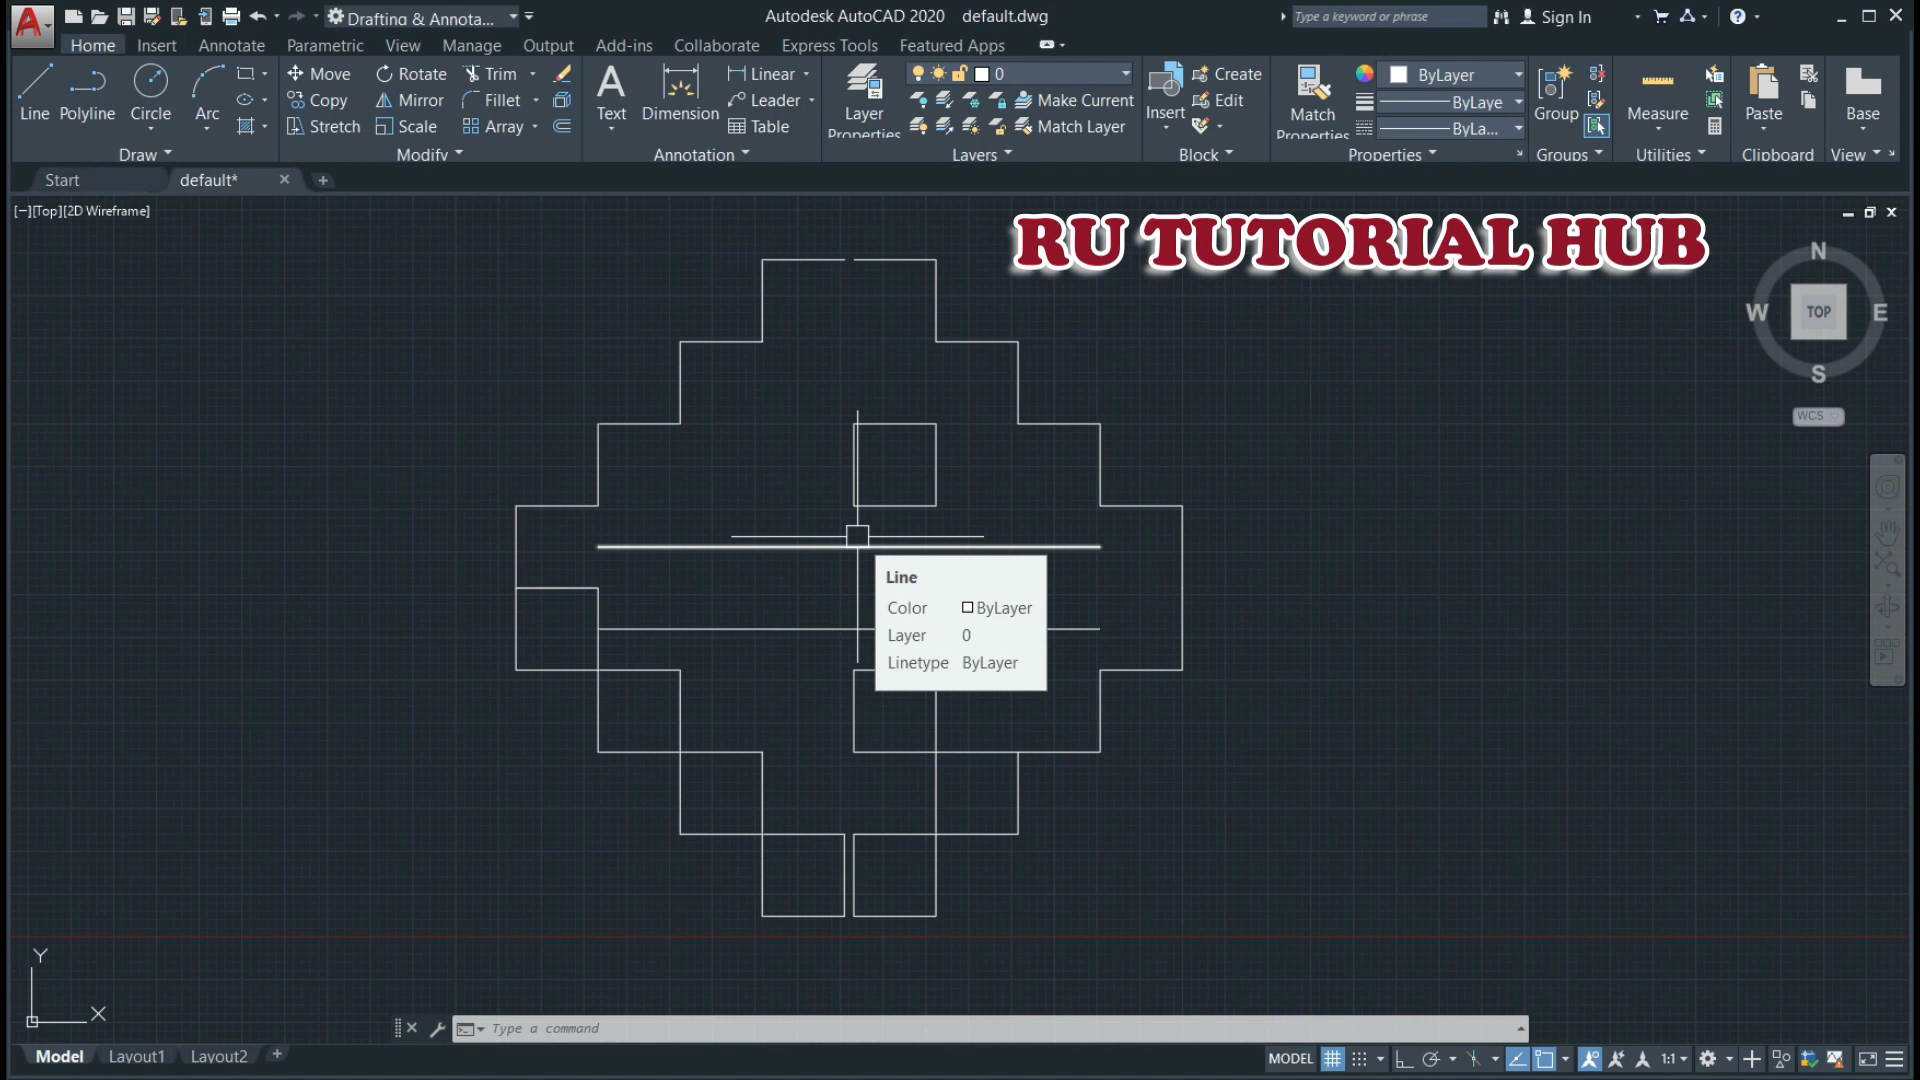 Drafting & Annota... Autodesk AutoCAD 2020 default.dwg Type a keyword or phrase Sign In
Home Insert Annotate Parametric View Manage Output Add-ins Collaborate Express Tools Featured Apps
Line Polyline Circle Arc
Move Rotate Trim
Copy Mirror Fillet
Stretch Scale Array
Text Dimension
Linear
Leader
Table
Layer Properties
0
Make Current
Match Layer
Insert
Create
Edit
Match Properties
ByLayer
ByLaye
ByLa...
Group
Measure
Paste
Base
Draw Modify Annotation Layers Block Properties Groups Utilities Clipboard View
Start default*
[−][Top][2D Wireframe]
RU TUTORIAL HUB
N
W TOP E
S
WCS
Line
Color ByLayer
Layer 0
Linetype ByLayer
Y
X
Type a command
Model Layout1 Layout2
MODEL 1:1